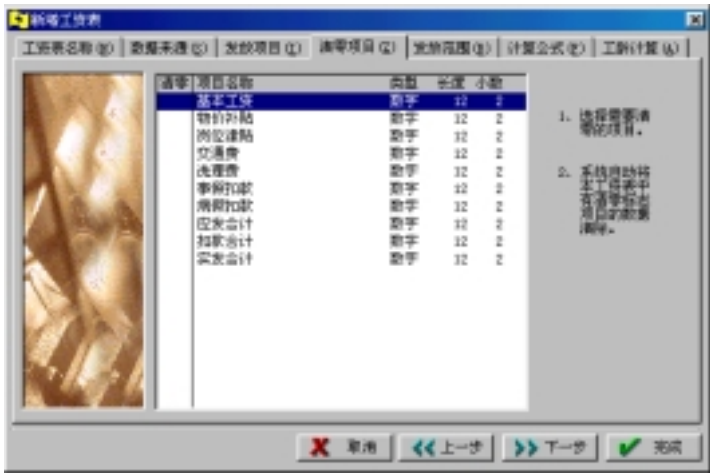 新增工资表
工资表名称(N) 数据来源(S) 发放项目(I) 清零项目(Z) 发放范围(B) 计算公式(P) 工龄计算(A)
清零 项目名称 类型 长度 小数
基本工资 数字 12 2
物价补贴 数字 12 2
岗位津贴 数字 12 2
交通费 数字 12 2
洗理费 数字 12 2
事假扣款 数字 12 2
病假扣款 数字 12 2
应发合计 数字 12 2
扣款合计 数字 12 2
实发合计 数字 12 2
1、选择需要清
零的项目。
2、系统自动将
本工资表中
有清零标志
项目的数据
清除。
取消 上一步 下一步 完成